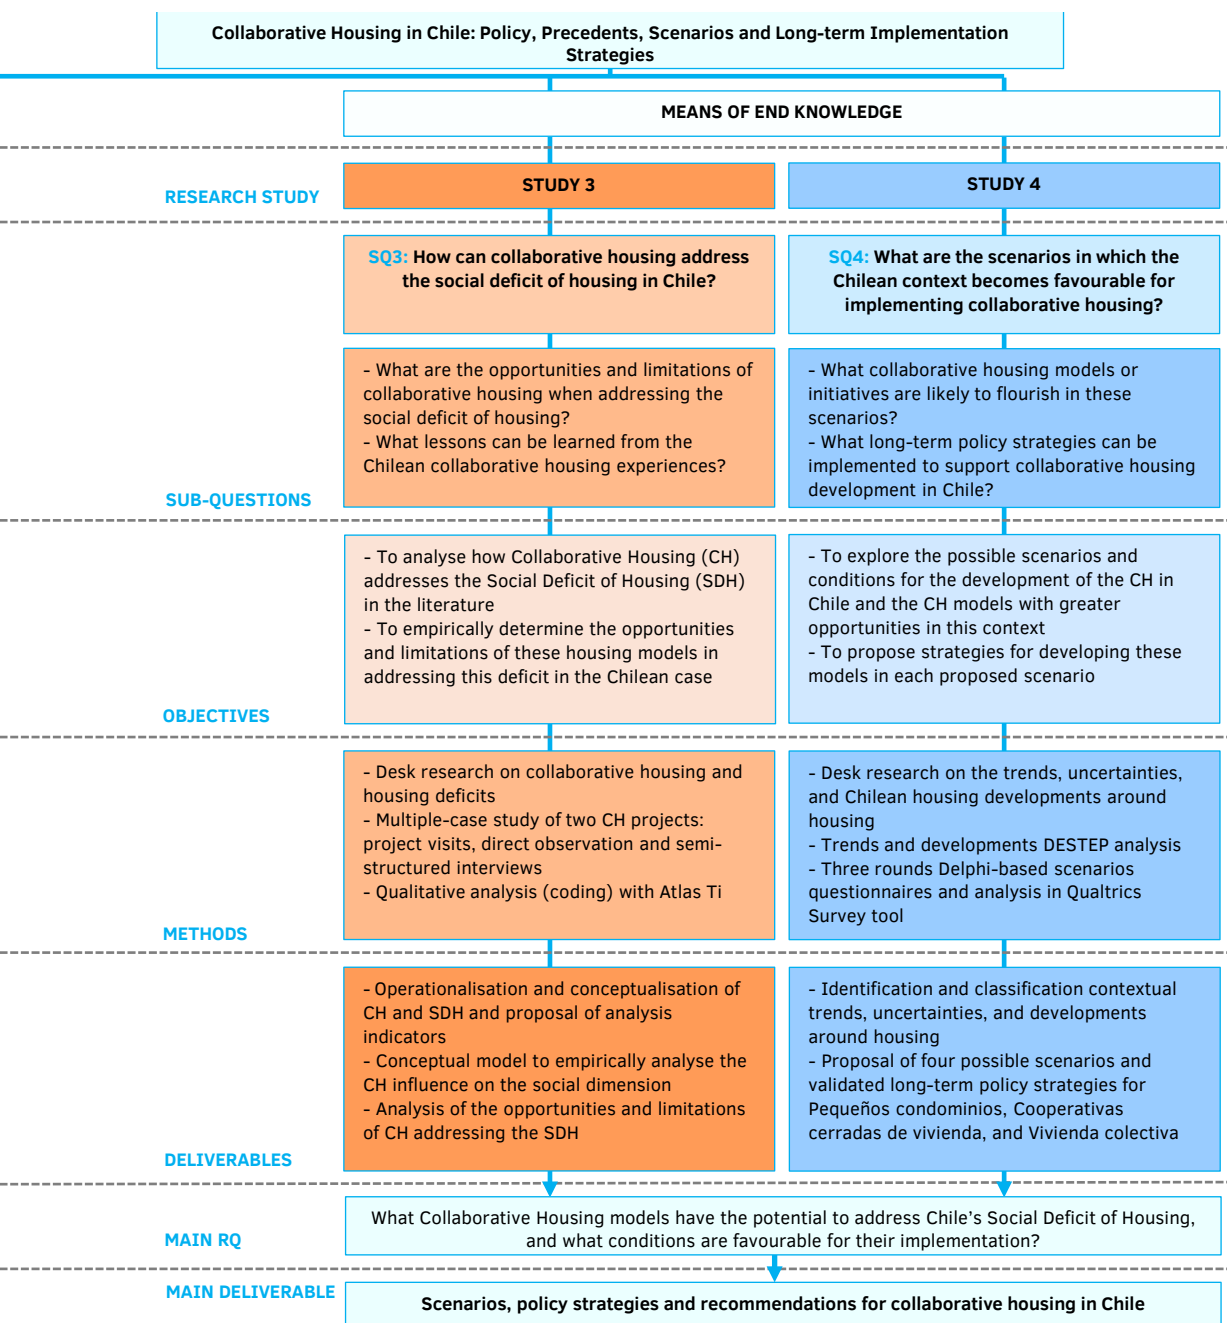 Collaborative Housing in Chile: Policy, Precedents, Scenarios and Long-term Implementation
Strategies
MEANS OF END KNOWLEDGE
RESEARCH STUDY
STUDY 3
STUDY 4
SUB-QUESTIONS
SQ3: How can collaborative housing address
the social deficit of housing in Chile?
SQ4: What are the scenarios in which the
Chilean context becomes favourable for
implementing collaborative housing?
- What are the opportunities and limitations of
collaborative housing when addressing the
social deficit of housing?
- What lessons can be learned from the
Chilean collaborative housing experiences?
- What collaborative housing models or
initiatives are likely to flourish in these
scenarios?
- What long-term policy strategies can be
implemented to support collaborative housing
development in Chile?
OBJECTIVES
- To analyse how Collaborative Housing (CH)
addresses the Social Deficit of Housing (SDH)
in the literature
- To empirically determine the opportunities
and limitations of these housing models in
addressing this deficit in the Chilean case
- To explore the possible scenarios and
conditions for the development of the CH in
Chile and the CH models with greater
opportunities in this context
- To propose strategies for developing these
models in each proposed scenario
METHODS
- Desk research on collaborative housing and
housing deficits
- Multiple-case study of two CH projects:
project visits, direct observation and semi-
structured interviews
- Qualitative analysis (coding) with Atlas Ti
- Desk research on the trends, uncertainties,
and Chilean housing developments around
housing
- Trends and developments DESTEP analysis
- Three rounds Delphi-based scenarios
questionnaires and analysis in Qualtrics
Survey tool
DELIVERABLES
- Operationalisation and conceptualisation of
CH and SDH and proposal of analysis
indicators
- Conceptual model to empirically analyse the
CH influence on the social dimension
- Analysis of the opportunities and limitations
of CH addressing the SDH
- Identification and classification contextual
trends, uncertainties, and developments
around housing
- Proposal of four possible scenarios and
validated long-term policy strategies for
Pequeños condominios, Cooperativas
cerradas de vivienda, and Vivienda colectiva
MAIN RQ
What Collaborative Housing models have the potential to address Chile's Social Deficit of Housing,
and what conditions are favourable for their implementation?
MAIN DELIVERABLE
Scenarios, policy strategies and recommendations for collaborative housing in Chile